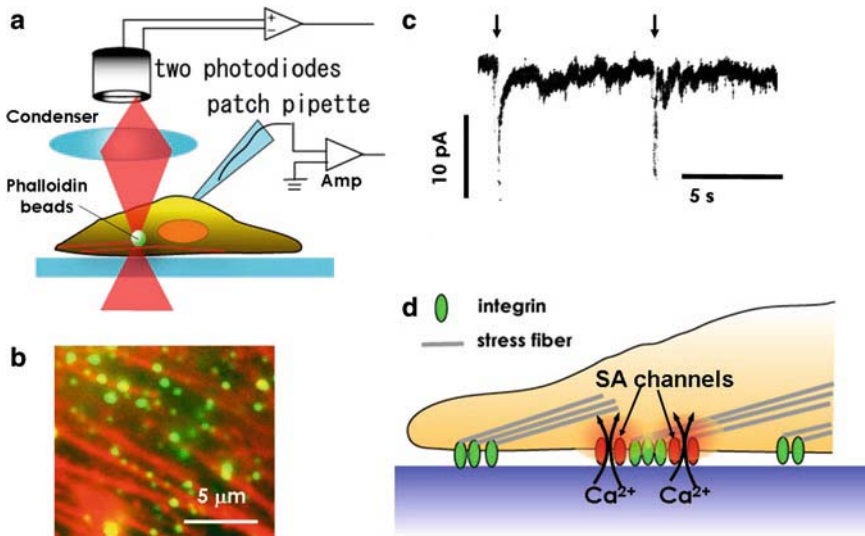 a
+
−
two photodiodes
patch pipette
Condenser
Amp
Phalloidin
beads
b
5 μm
c
10 pA
5 s
d
integrin
stress fiber
SA channels
Ca²⁺
Ca²⁺